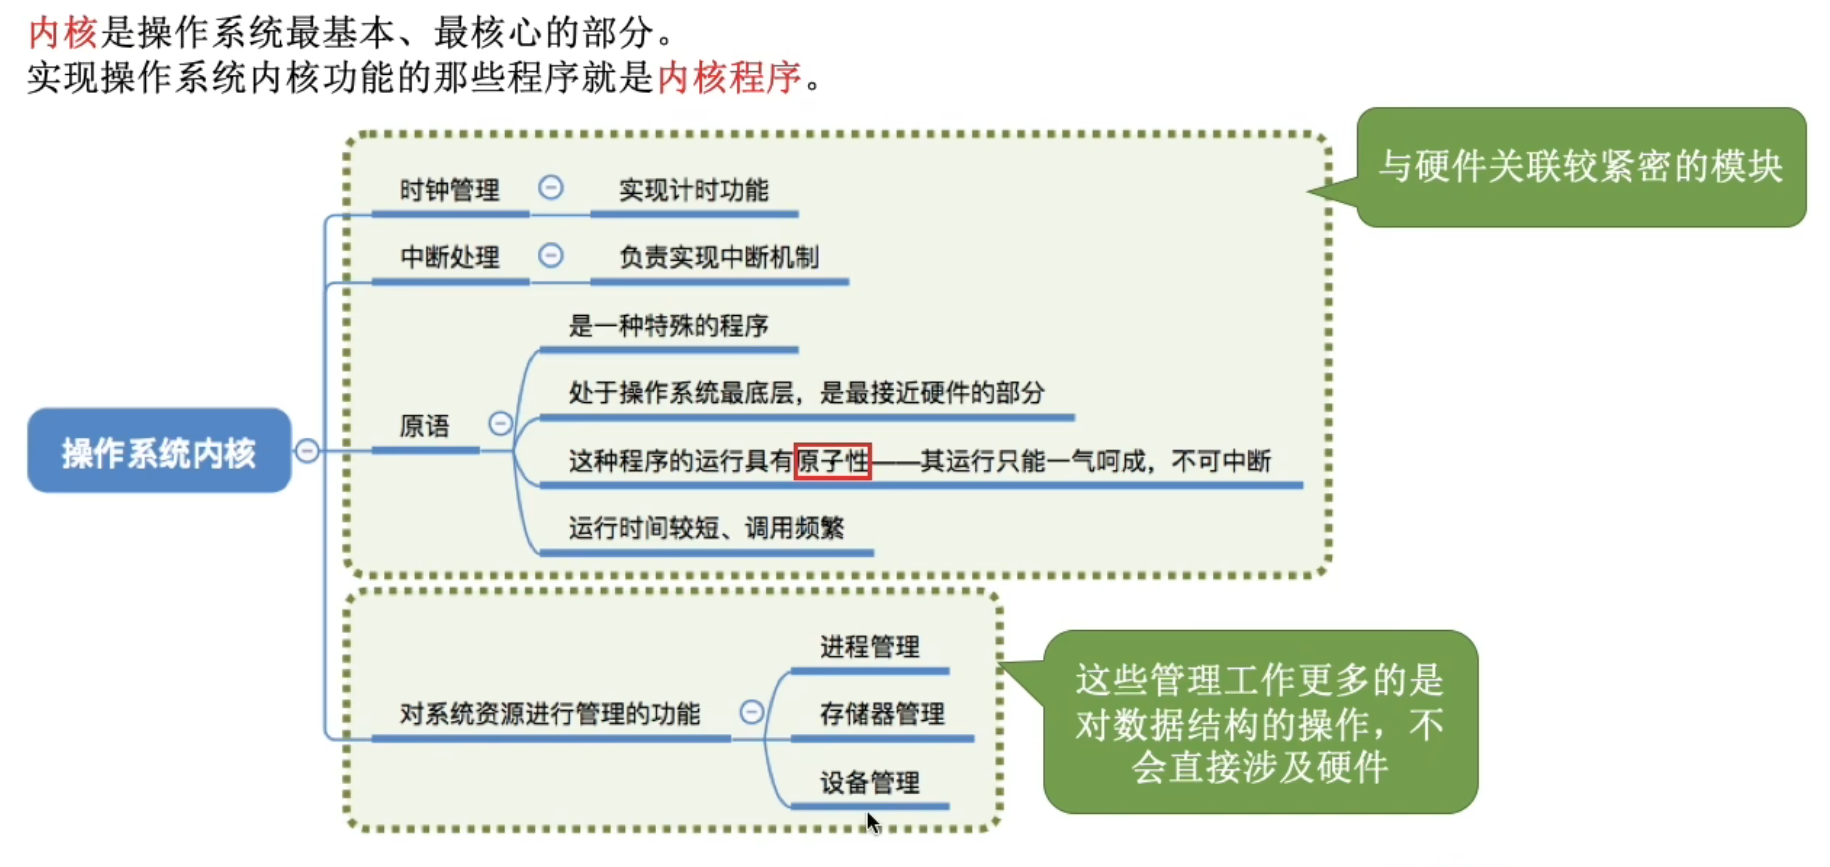 内核是操作系统最基本、最核心的部分。
实现操作系统内核功能的那些程序就是内核程序。
与硬件关联较紧密的模块
时钟管理
实现计时功能
中断处理
负责实现中断机制
是一种特殊的程序
处于操作系统最底层，是最接近硬件的部分
原语
操作系统内核
这种程序的运行具有原子性——其运行只能一气呵成，不可中断
运行时间较短、调用频繁
进程管理
对系统资源进行管理的功能
存储器管理
设备管理
这些管理工作更多的是
对数据结构的操作，不
会直接涉及硬件